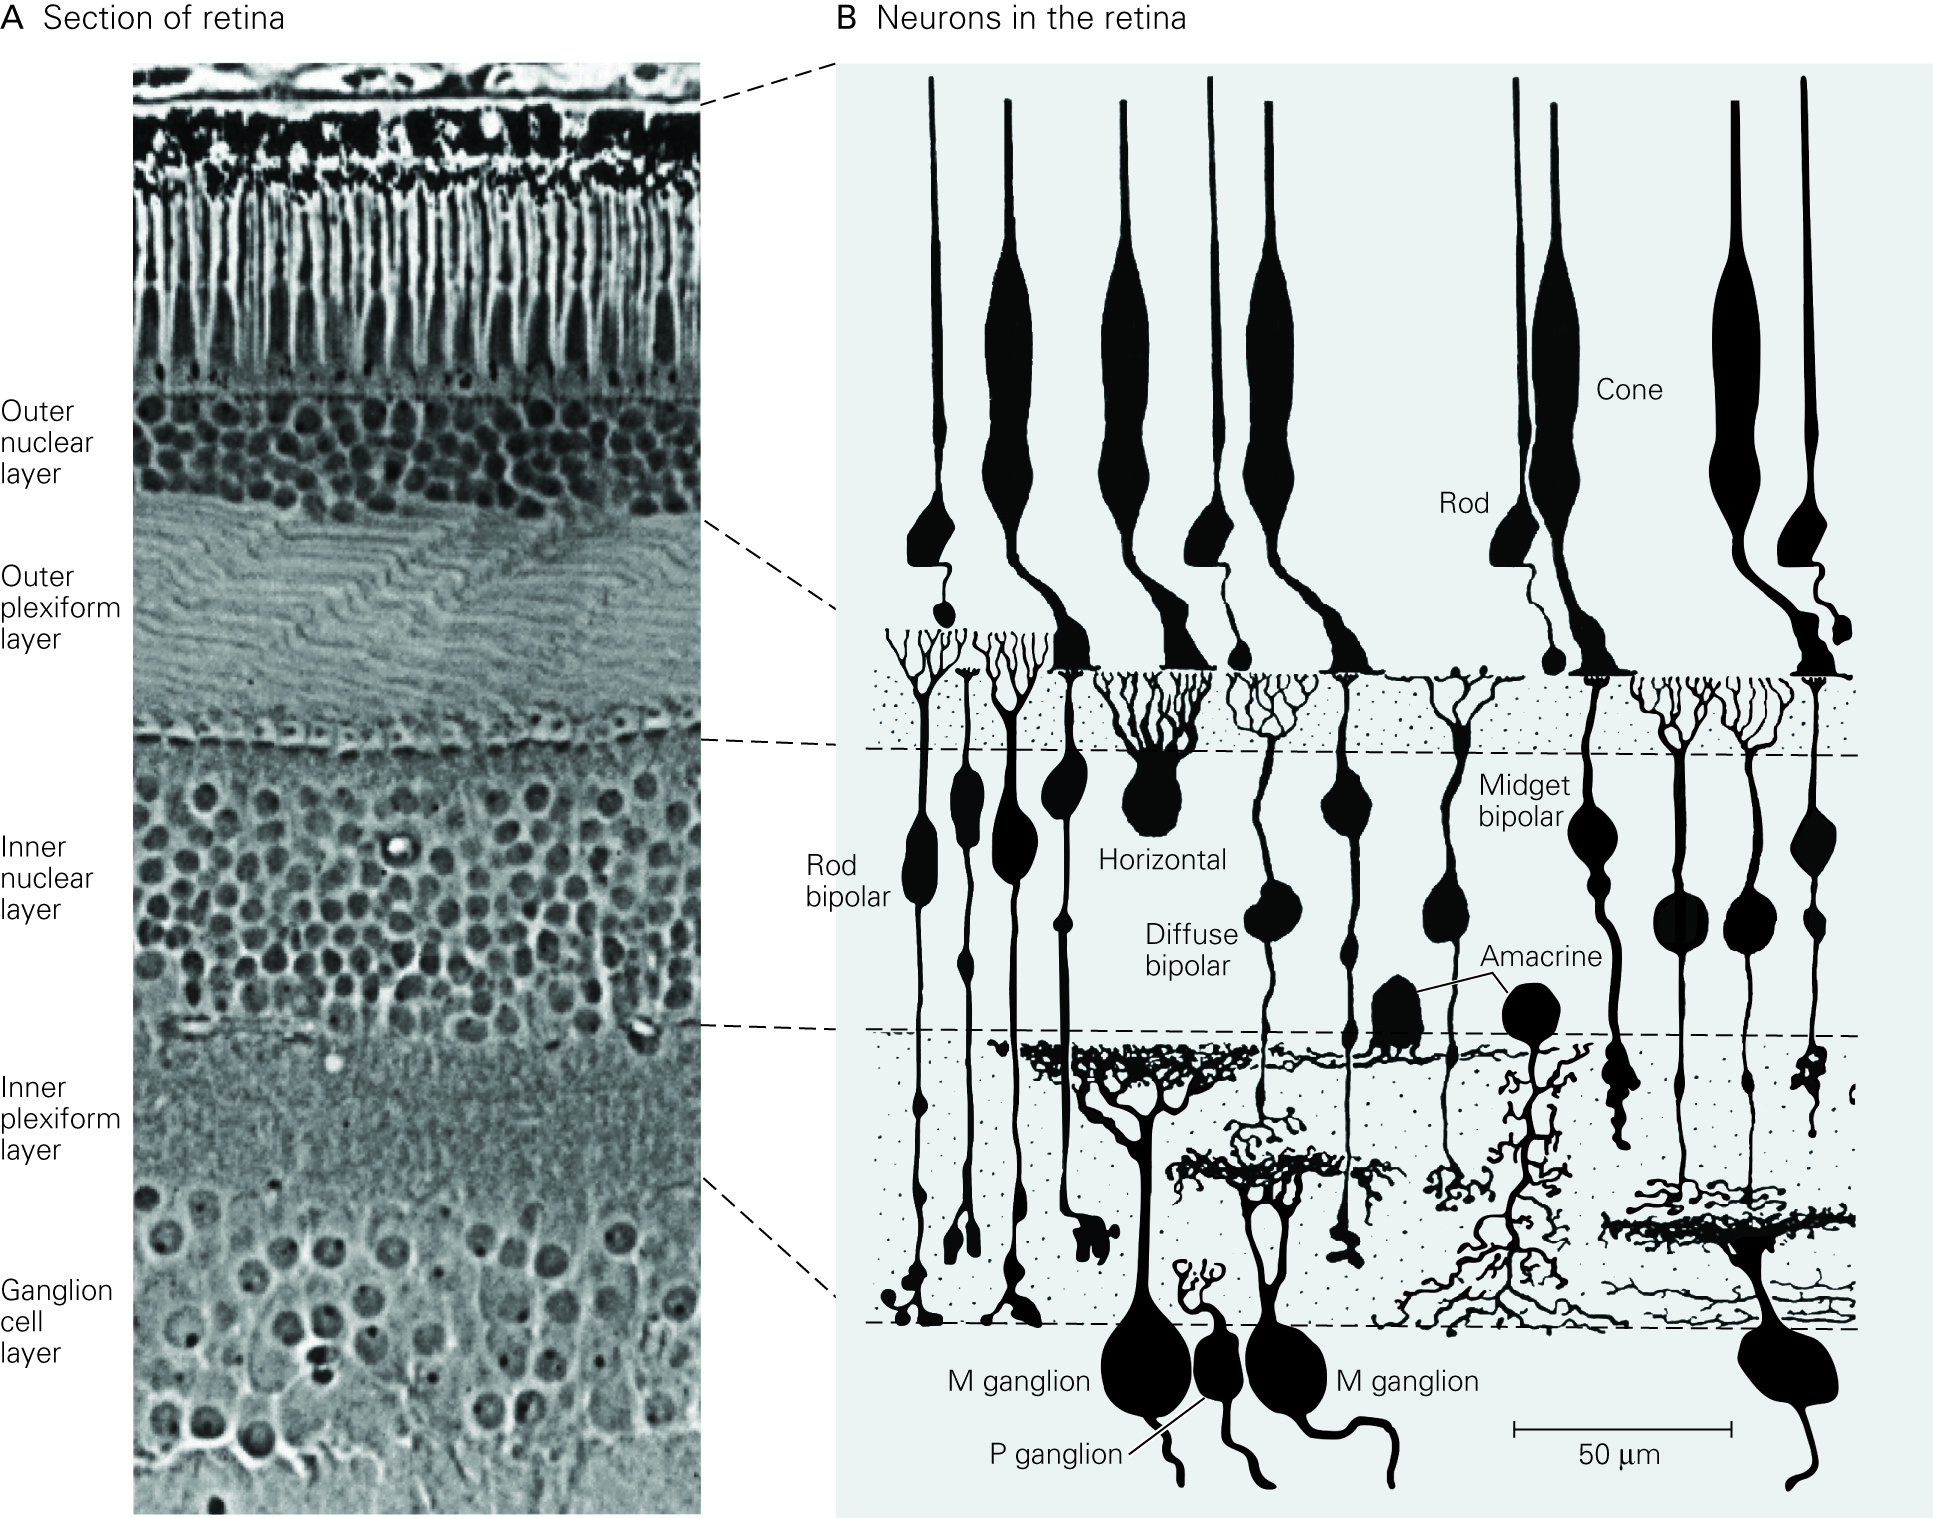 A Section of retina
B Neurons in the retina
Outer
nuclear
layer
Outer
plexiform
layer
Inner
nuclear
layer
Inner
plexiform
layer
Ganglion
cell
layer
Cone
Rod
Midget
bipolar
Rod
bipolar
Horizontal
Diffuse
bipolar
Amacrine
M ganglion
M ganglion
P ganglion
50 μm